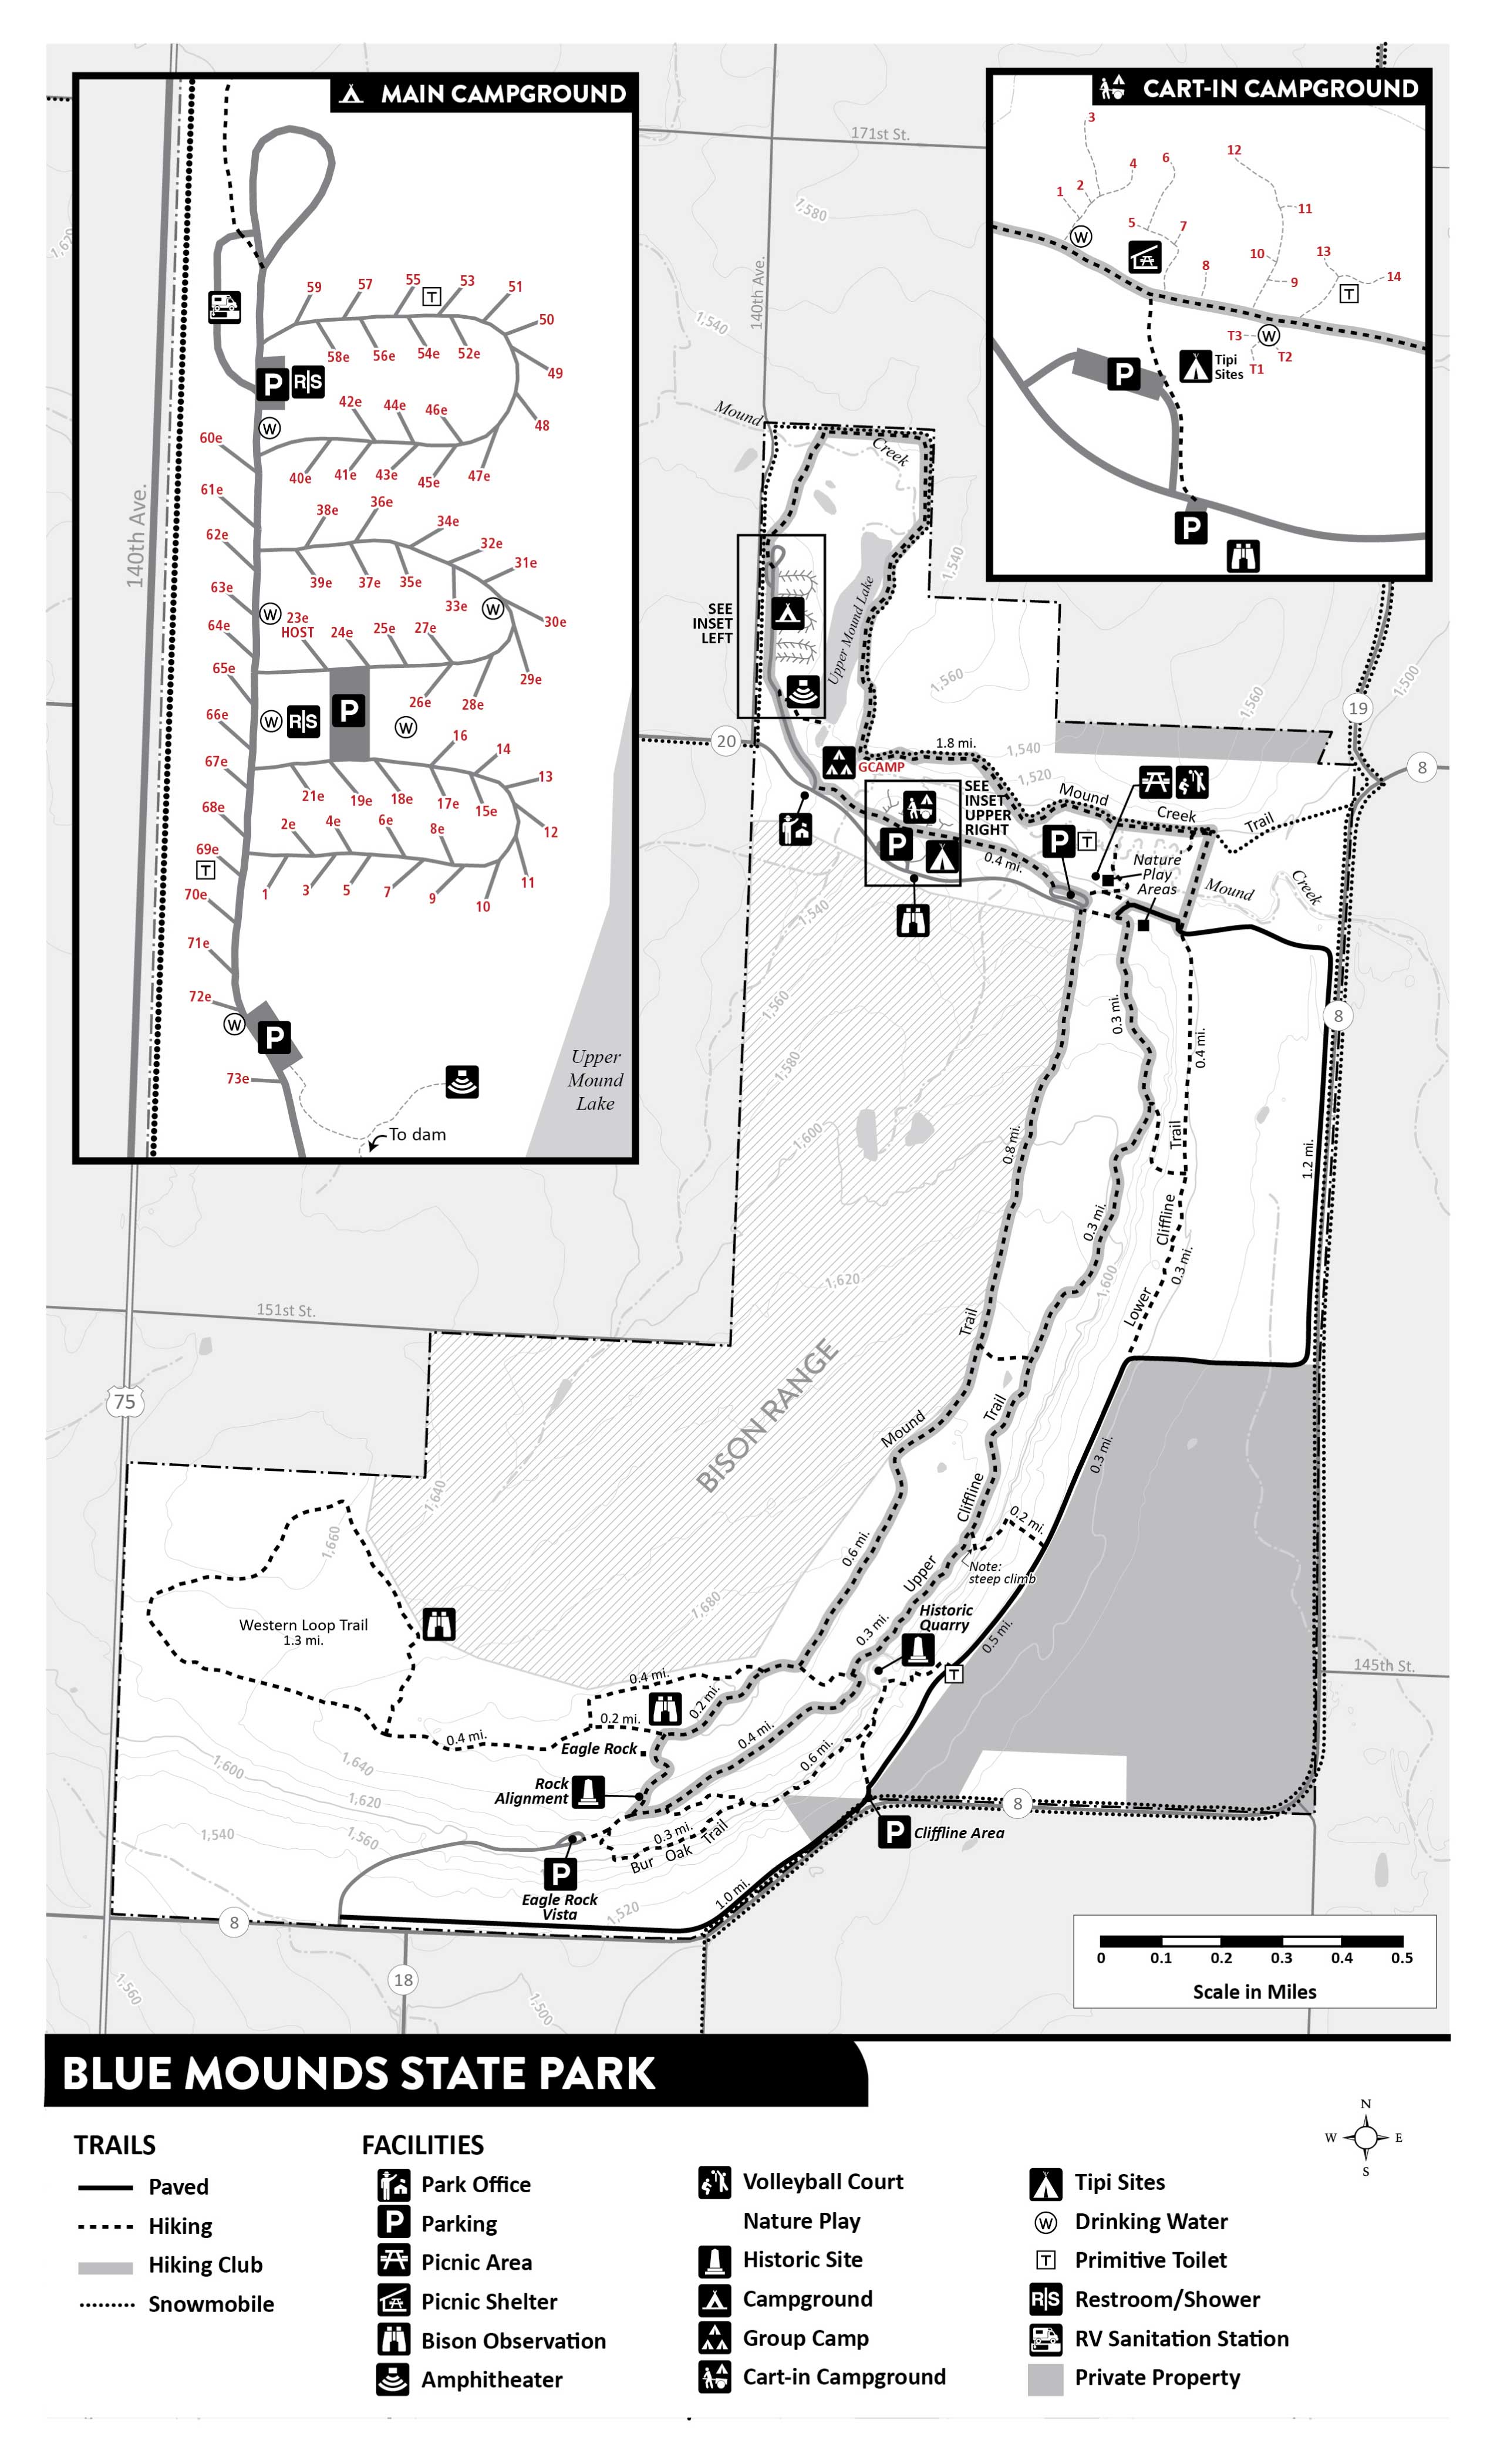 MAIN CAMPGROUND
140th Ave.
59
57
55
T
53
51
50
49
48
58e
56e
54e
52e
P R|S
W
42e
44e
46e
60e
40e
41e
43e
45e
47e
61e
38e
36e
34e
32e
31e
62e
39e
37e
35e
33e
W
30e
63e
W
23e
HOST
24e
25e
27e
64e
65e
29e
26e
28e
66e
W R|S P W
67e
16
14
13
21e
19e
18e
17e
15e
12
68e
2e
4e
6e
8e
69e
T
70e
1
3
5
7
9
10
11
71e
72e
W
P
73e
To dam
Upper
Mound
Lake
CART-IN CAMPGROUND
3
4
6
12
1
2
11
W
5
7
10
13
14
8
9
T
T3
W
T2
T1
Tipi
Sites
P
P
171st St.
1,620
1,580
140th Ave.
1,540
Mound
Creek
1,540
SEE
INSET
LEFT
Upper Mound Lake
1,560
1,560
1,500
19
20
8
GCAMP
1.8 mi.
1,540
1,520
SEE
INSET
UPPER
RIGHT
Mound
Creek
Trail
P
P T
0.4 mi.
Nature
Play
Areas
Mound
Creek
1,540
1,560
1,580
1,600
8
0.3 mi.
0.4 mi.
0.8 mi.
Trail
1.2 mi.
0.3 mi.
Cliffline
0.3 mi.
1,600
Lower
1,620
151st St.
Trail
BISON RANGE
75
Mound
Trail
0.3 mi.
1,640
1,660
Cliffline
0.2 mi.
0.6 mi.
Note:
steep climb
Upper
1,680
Historic
Quarry
Western Loop Trail
1.3 mi.
0.3 mi.
0.5 mi.
T
145th St.
0.4 mi.
0.2 mi.
0.2 mi.
0.4 mi.
0.4 mi.
Eagle Rock
0.6 mi.
Rock
Alignment
1,600
1,640
1,620
1,540
1,560
8
0.3 mi.
Bur Oak Trail
P Cliffline Area
P
Eagle Rock
Vista
1.0 mi.
1,520
8
18
1,560
1,500
0
0.1
0.2
0.3
0.4
0.5
Scale in Miles
BLUE MOUNDS STATE PARK
N
W E
S
TRAILS
Paved
Hiking
Hiking Club
Snowmobile
FACILITIES
Park Office
P Parking
Picnic Area
Picnic Shelter
Bison Observation
Amphitheater
Volleyball Court
Nature Play
Historic Site
Campground
Group Camp
Cart-in Campground
Tipi Sites
W Drinking Water
T Primitive Toilet
R|S Restroom/Shower
RV Sanitation Station
Private Property